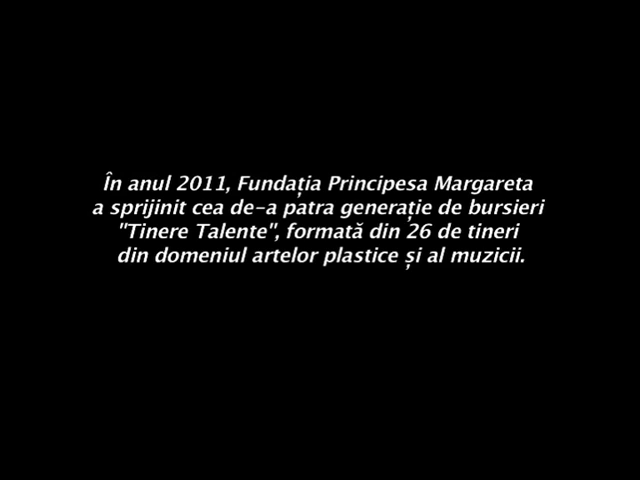 În anul 2011, Fundația Principesa Margareta
a sprijinit cea de-a patra generație de bursieri
"Tinere Talente", formată din 26 de tineri
din domeniul artelor plastice și al muzicii.